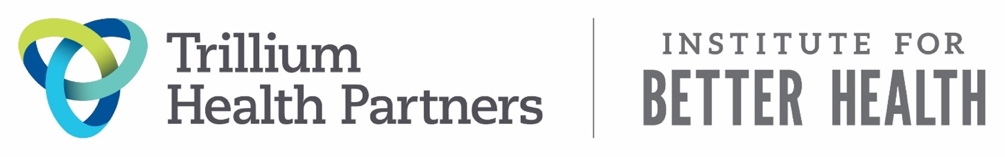 Trillium
Health Partners
INSTITUTE FOR
BETTER HEALTH